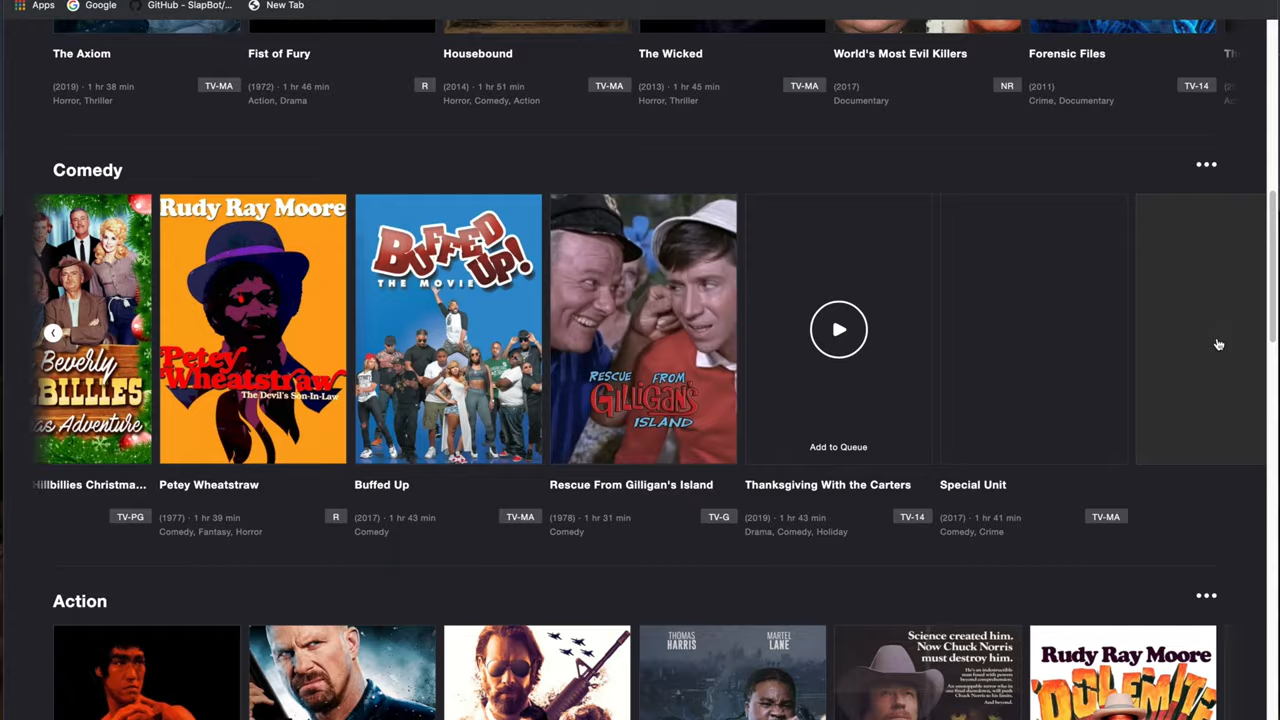 Apps Google GitHub - SlapBot/... New Tab
The Axiom Fist of Fury Housebound The Wicked World's Most Evil Killers Forensic Files
(2019) · 1 hr 38 min TV-MA (1972) · 1 hr 46 min R (2014) · 1 hr 51 min TV-MA (2013) · 1 hr 45 min TV-MA (2017) NR (2011) TV-14
Horror, Thriller Action, Drama Horror, Comedy, Action Horror, Thriller Documentary Crime, Documentary
Comedy
Beverly
BILLIES
as Adventure
Rudy Ray Moore
Petey
Wheatstraw
The Devil's Son-In-Law
BUFFED UP!
THE MOVIE
RESCUE FROM
GILLIGAN'S
ISLAND
Add to Queue
Hillbillies Christma... Petey Wheatstraw Buffed Up Rescue From Gilligan's Island Thanksgiving With the Carters Special Unit
TV-PG (1977) · 1 hr 39 min R (2017) · 1 hr 43 min TV-MA (1978) · 1 hr 31 min TV-G (2019) · 1 hr 43 min TV-14 (2017) · 1 hr 41 min TV-MA
Comedy, Fantasy, Horror Comedy Comedy Drama, Comedy, Holiday Comedy, Crime
Action
THOMAS
HARRIS
MARTEL
LANE
Science created him.
Now Chuck Norris
must destroy him.
He's an indestructible
And beyond.
Rudy Ray Moore
DOLEMITE